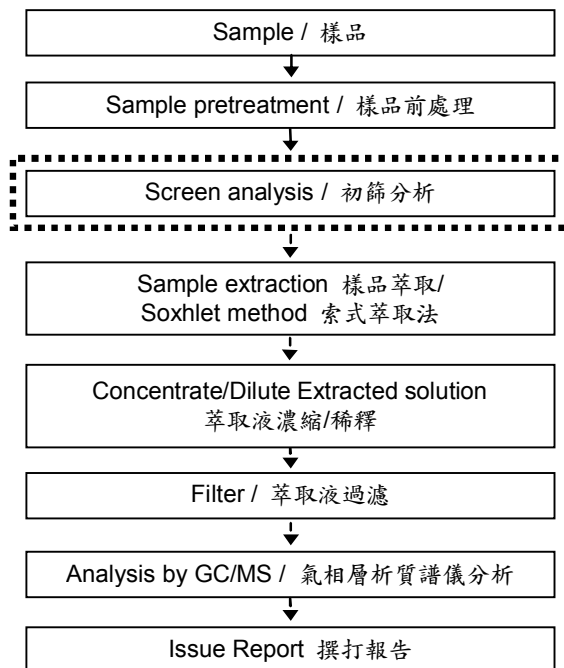 Sample / 樣品
Sample pretreatment / 樣品前處理
Screen analysis / 初篩分析
Sample extraction 樣品萃取/
Soxhlet method 索式萃取法
Concentrate/Dilute Extracted solution
萃取液濃縮/稀釋
Filter / 萃取液過濾
Analysis by GC/MS / 氣相層析質譜儀分析
Issue Report 撰打報告